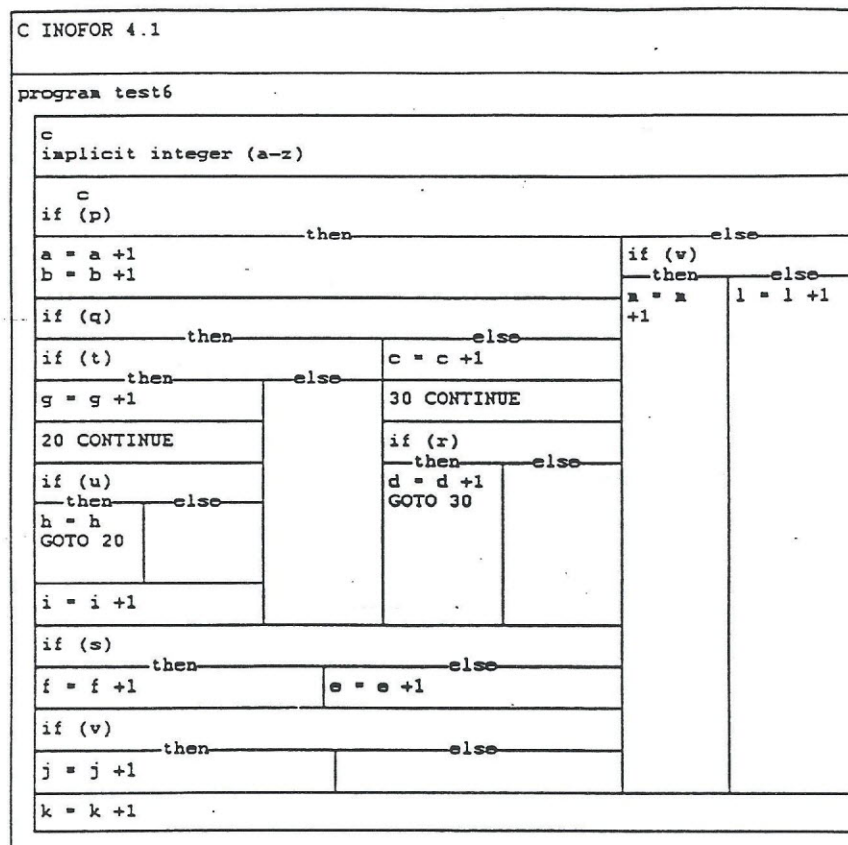 C INOFOR 4.1
program test6
c
implicit integer (a-z)
c
if (p)
then
else
a = a +1
b = b +1
if (w)
then
else
m = m
+1
l = l +1
if (q)
then
else
if (t)
c = c +1
then
else
g = g +1
30 CONTINUE
20 CONTINUE
if (r)
then
else
if (u)
d = d +1
GOTO 30
then
else
h = h
GOTO 20
i = i +1
if (s)
then
else
f = f +1
e = e +1
if (v)
then
else
j = j +1
k = k +1